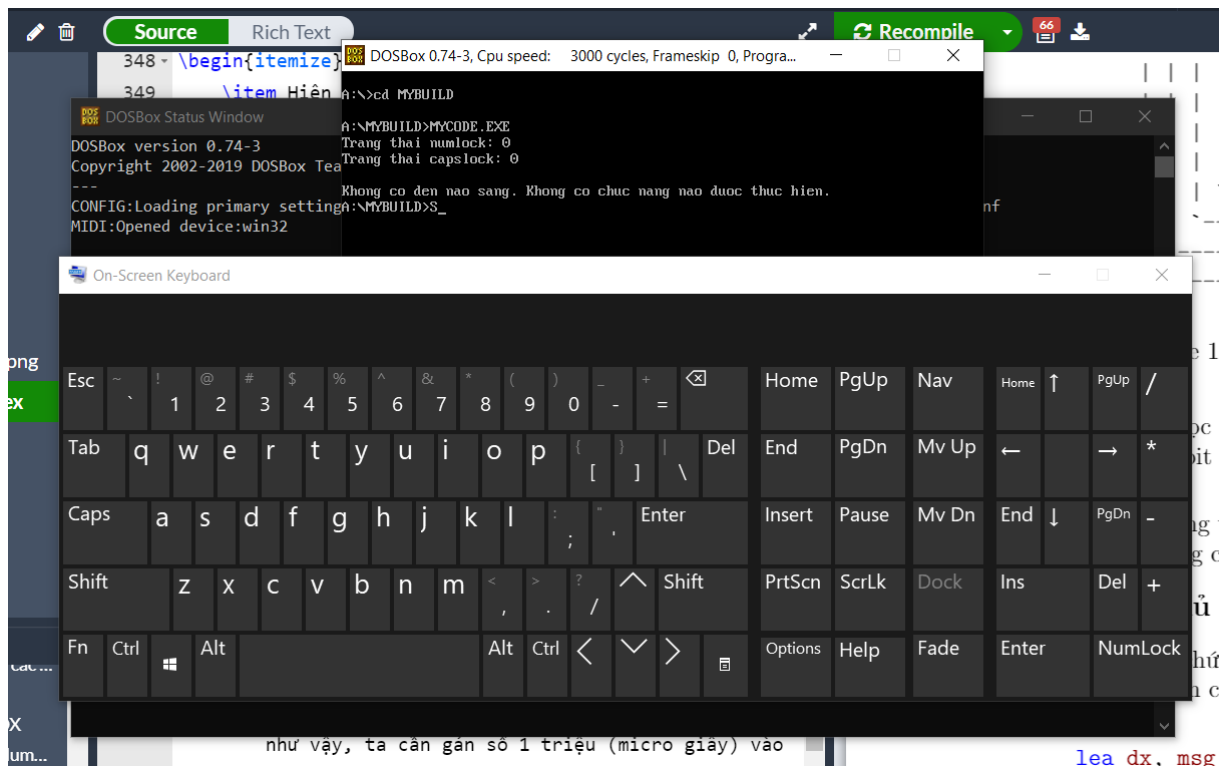 Source
Rich Text
Recompile
66
348
\begin{itemize}
349
\item Hiện
DOSBox 0.74-3, Cpu speed: 3000 cycles, Frameskip 0, Progra...
A:\>cd MYBUILD
A:\MYBUILD>MYCODE.EXE
Trang thai numlock: 0
Trang thai capslock: 0
Khong co den nao sang. Khong co chuc nang nao duoc thuc hien.
A:\MYBUILD>S_
DOSBox Status Window
DOSBox version 0.74-3
Copyright 2002-2019 DOSBox Tea
---
CONFIG:Loading primary setting
nf
MIDI:Opened device:win32
On-Screen Keyboard
Esc ~ ` ! 1 @ 2 # 3 $ 4 % 5 ^ 6 & 7 * 8 ( 9 ) 0 _ - + = Home PgUp Nav Home ↑ PgUp /
Tab q w e r t y u i o p { [ } ] | \ Del End PgDn Mv Up ← → *
Caps a s d f g h j k l : ; " ' Enter Insert Pause Mv Dn End ↓ PgDn -
Shift z x c v b n m < , > . ? / Shift PrtScn ScrLk Dock Ins Del +
Fn Ctrl Alt Alt Ctrl Options Help Fade Enter NumLock
png
ex
các ...
um...
như vậy, ta cần gán số 1 triệu (micro giây) vào
lea dx, msg